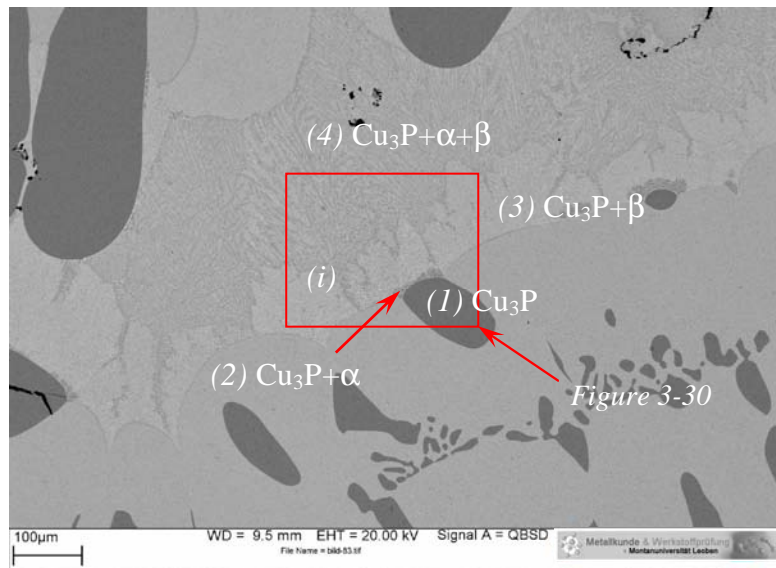 (4) Cu₃P+α+β
(3) Cu₃P+β
(i)
(1) Cu₃P
(2) Cu₃P+α
Figure 3-30
100µm
WD = 9.5 mm EHT = 20.00 kV Signal A = QBSD
File Name = bild-53.tif
Metallkunde & Werkstoffprüfung
Montanuniversität Leoben